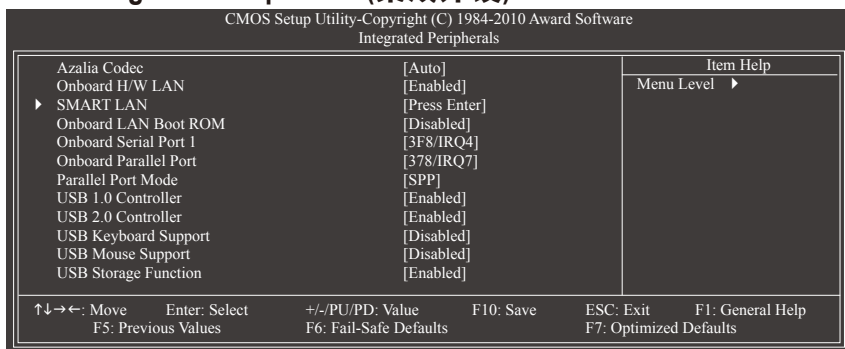 CMOS Setup Utility-Copyright (C) 1984-2010 Award Software
Integrated Peripherals
Azalia Codec [Auto] Item Help
Onboard H/W LAN [Enabled] Menu Level ▶
▶ SMART LAN [Press Enter]
Onboard LAN Boot ROM [Disabled]
Onboard Serial Port 1 [3F8/IRQ4]
Onboard Parallel Port [378/IRQ7]
Parallel Port Mode [SPP]
USB 1.0 Controller [Enabled]
USB 2.0 Controller [Enabled]
USB Keyboard Support [Disabled]
USB Mouse Support [Disabled]
USB Storage Function [Enabled]
↑↓→←: Move Enter: Select +/-/PU/PD: Value F10: Save ESC: Exit F1: General Help
F5: Previous Values F6: Fail-Safe Defaults F7: Optimized Defaults